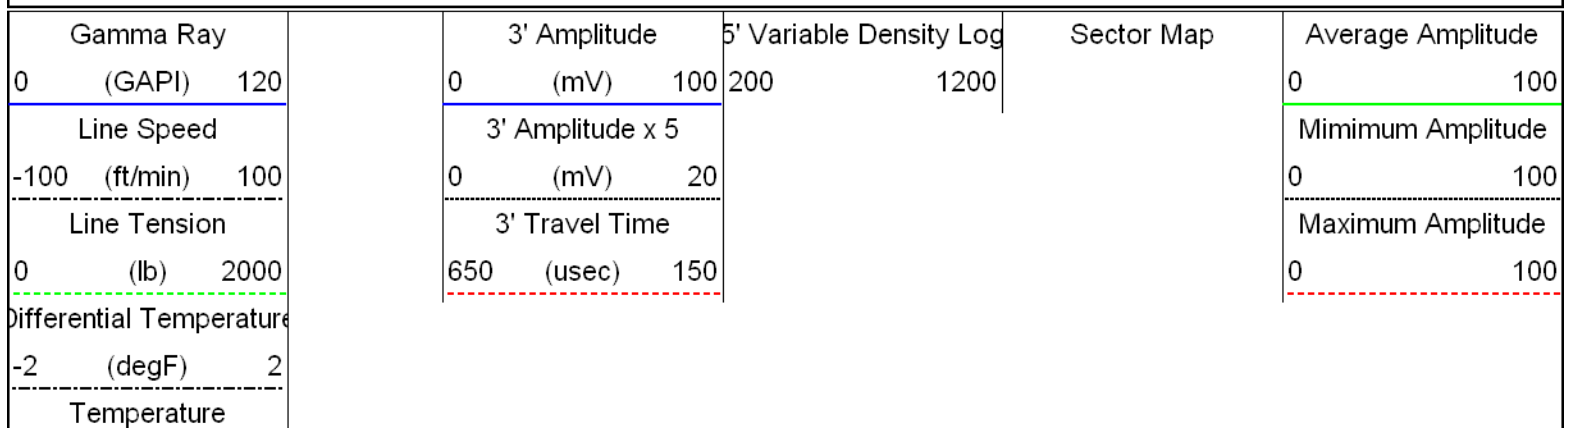 Gamma Ray
0 (GAPI) 120
Line Speed
-100 (ft/min) 100
Line Tension
0 (lb) 2000
Differential Temperature
-2 (degF) 2
Temperature
3' Amplitude
0 (mV) 100
3' Amplitude x 5
0 (mV) 20
3' Travel Time
650 (usec) 150
5' Variable Density Log
200 1200
Sector Map
Average Amplitude
0 100
Mimimum Amplitude
0 100
Maximum Amplitude
0 100